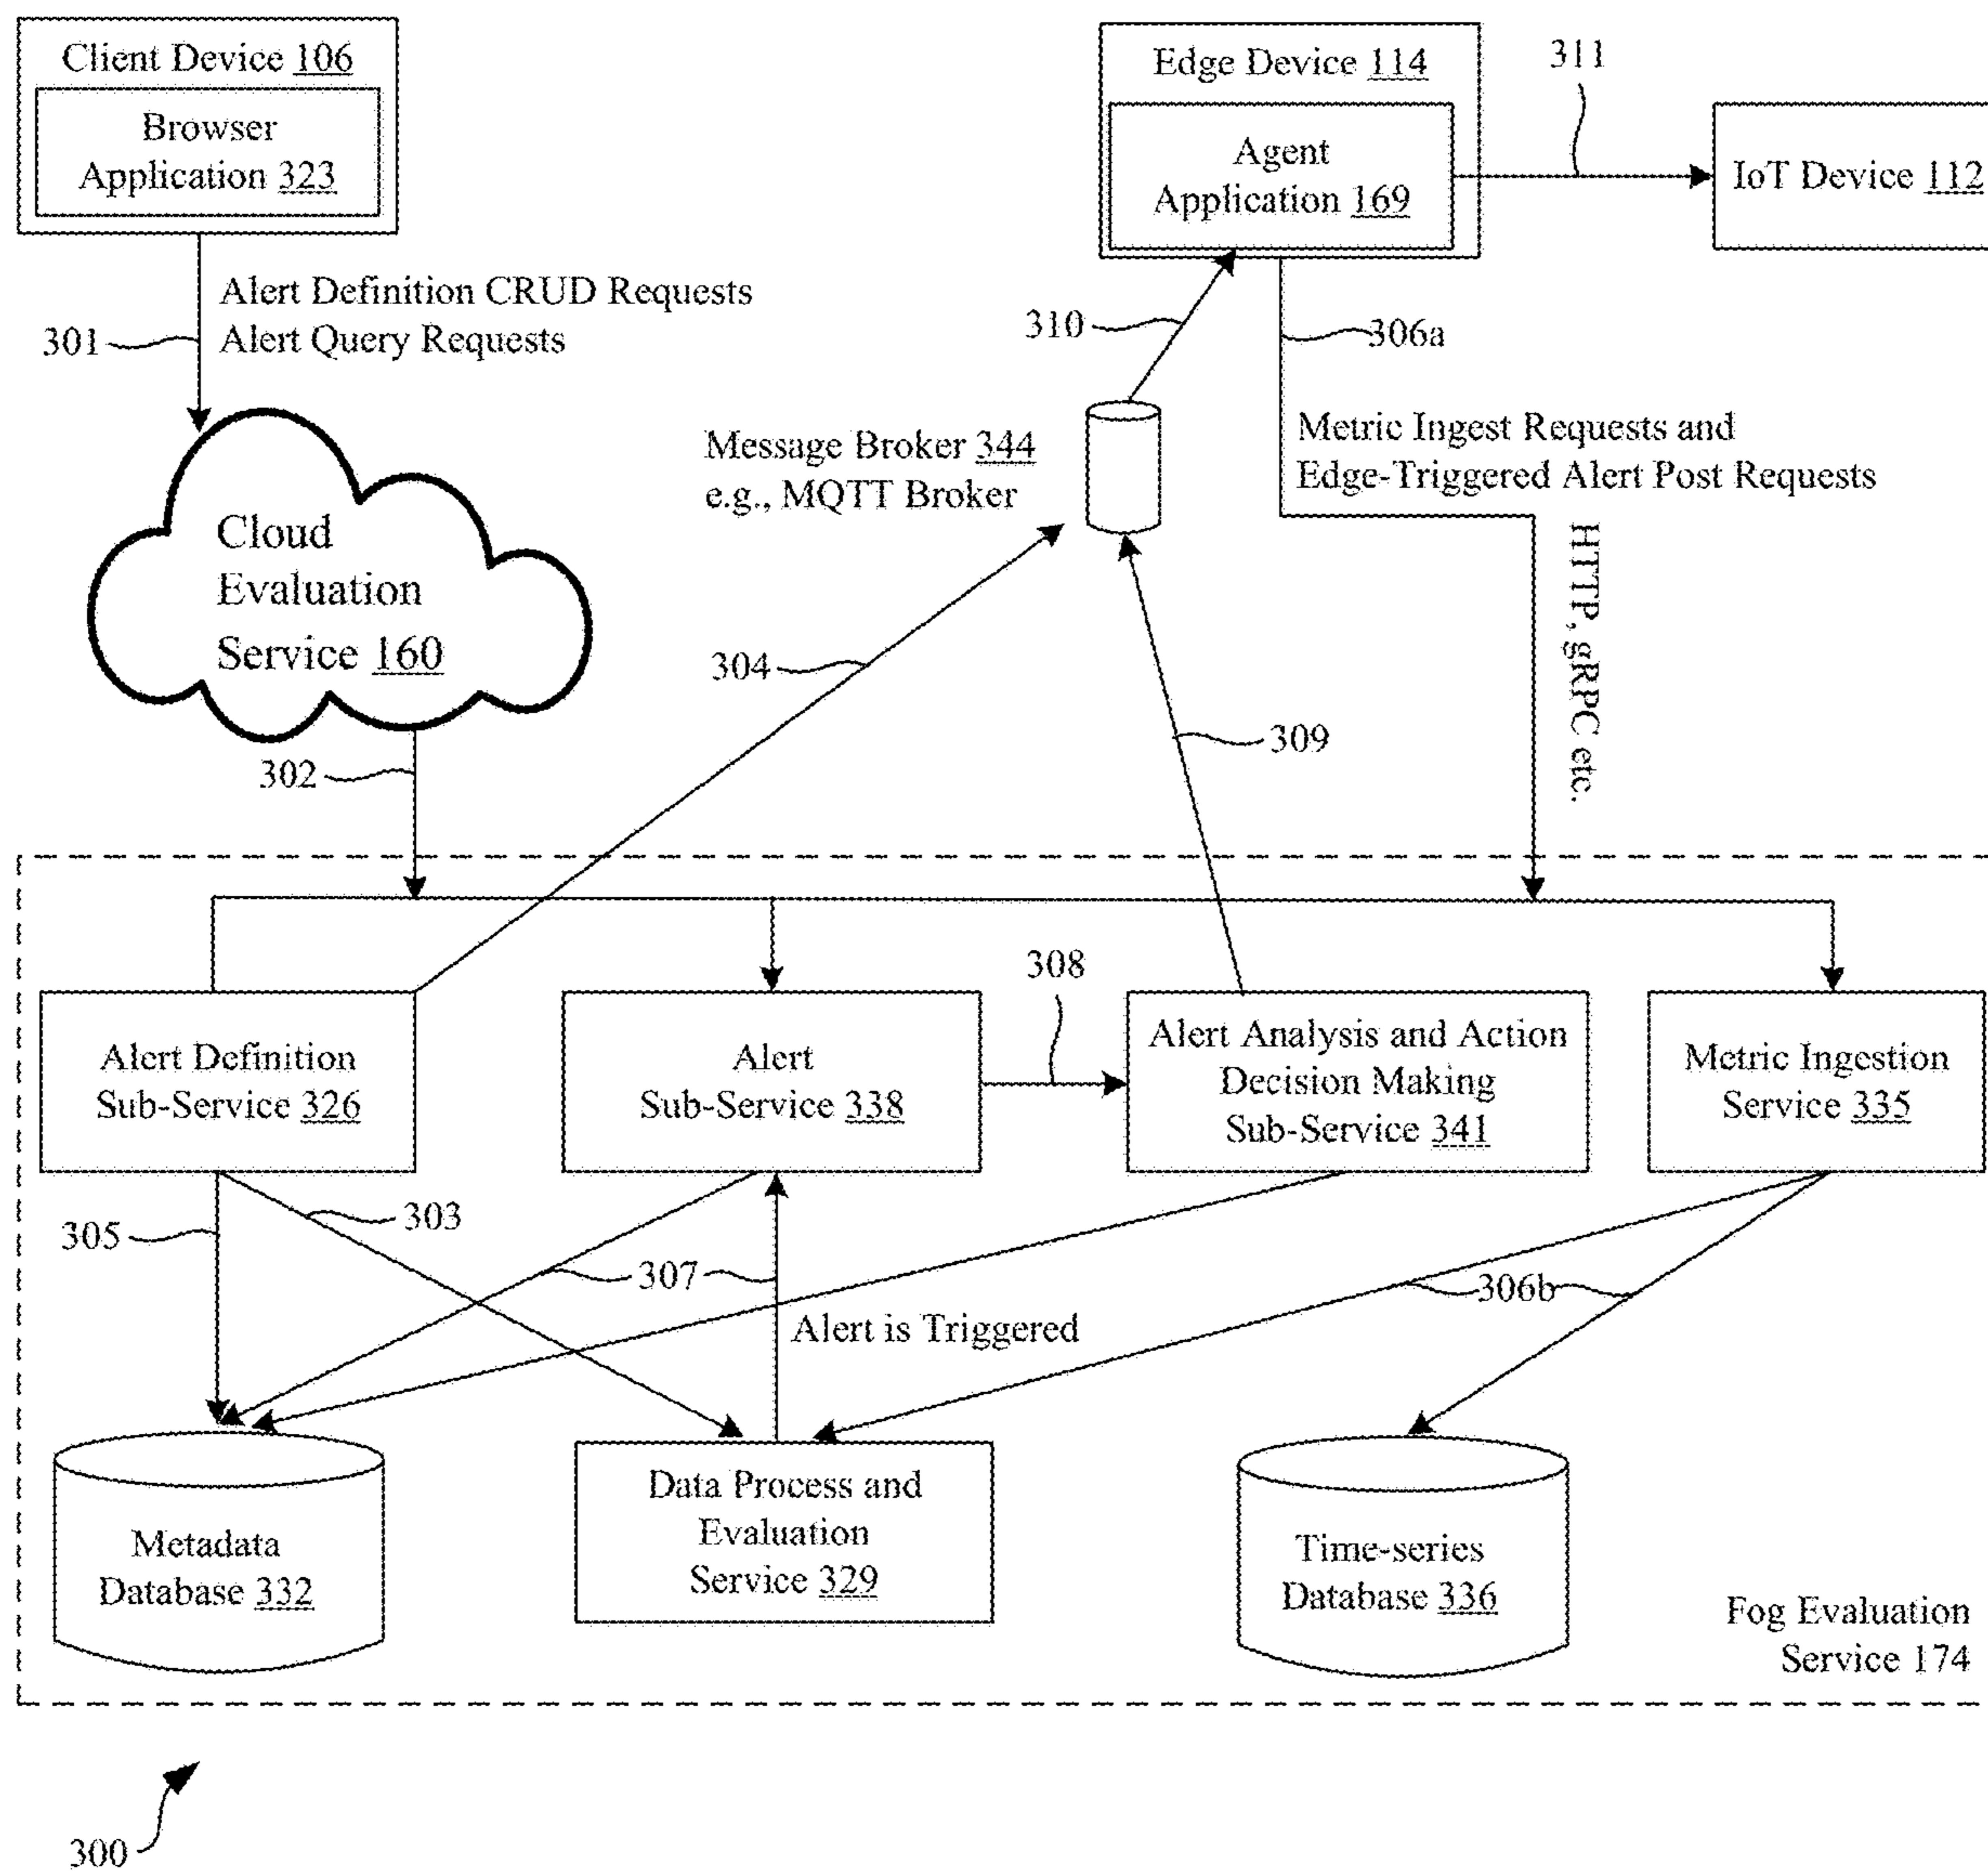 Client Device 106
Browser
Application 323
Edge Device 114
Agent
Application 169
311
IoT Device 112
301
Alert Definition CRUD Requests
Alert Query Requests
310
306a
Message Broker 344
e.g., MQTT Broker
Metric Ingest Requests and
Edge-Triggered Alert Post Requests
HTTP, gRPC etc.
Cloud
Evaluation
Service 160
304
309
302
308
Alert Definition
Sub-Service 326
Alert
Sub-Service 338
Alert Analysis and Action
Decision Making
Sub-Service 341
Metric Ingestion
Service 335
305
303
307
306b
Alert is Triggered
Metadata
Database 332
Data Process and
Evaluation
Service 329
Time-series
Database 336
Fog Evaluation
Service 174
300